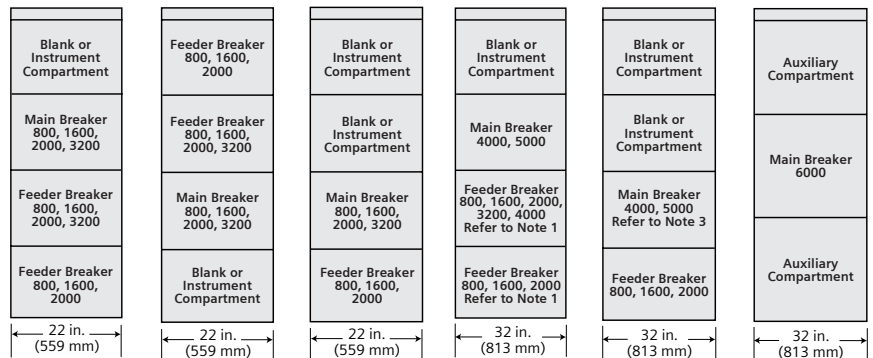 Blank or
Instrument
Compartment
Main Breaker
800, 1600,
2000, 3200
Feeder Breaker
800, 1600,
2000, 3200
Feeder Breaker
800, 1600,
2000
22 in.
(559 mm)
Feeder Breaker
800, 1600,
2000
Feeder Breaker
800, 1600,
2000, 3200
Main Breaker
800, 1600,
2000, 3200
Blank or
Instrument
Compartment
22 in.
(559 mm)
Blank or
Instrument
Compartment
Blank or
Instrument
Compartment
Main Breaker
800, 1600,
2000, 3200
Feeder Breaker
800, 1600,
2000
22 in.
(559 mm)
Blank or
Instrument
Compartment
Main Breaker
4000, 5000
Feeder Breaker
800, 1600, 2000,
3200, 4000
Refer to Note 1
Feeder Breaker
800, 1600, 2000
Refer to Note 1
32 in.
(813 mm)
Blank or
Instrument
Compartment
Blank or
Instrument
Compartment
Main Breaker
4000, 5000
Refer to Note 3
Feeder Breaker
800, 1600, 2000
32 in.
(813 mm)
Auxiliary
Compartment
Main Breaker
6000
Auxiliary
Compartment
32 in.
(813 mm)